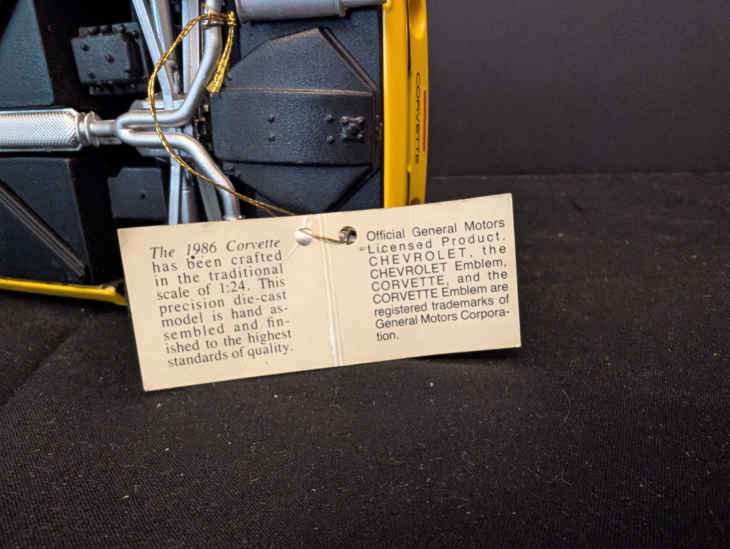 CORVETTE
The 1986 Corvette
has been crafted
in the traditional
scale of 1:24. This
precision die-cast
model is hand as-
sembled and fin-
ished to the highest
standards of quality.
Official General Motors
Licensed Product.
CHEVROLET, the
CHEVROLET Emblem,
CORVETTE, and the
CORVETTE Emblem are
registered trademarks of
General Motors Corpora-
tion.